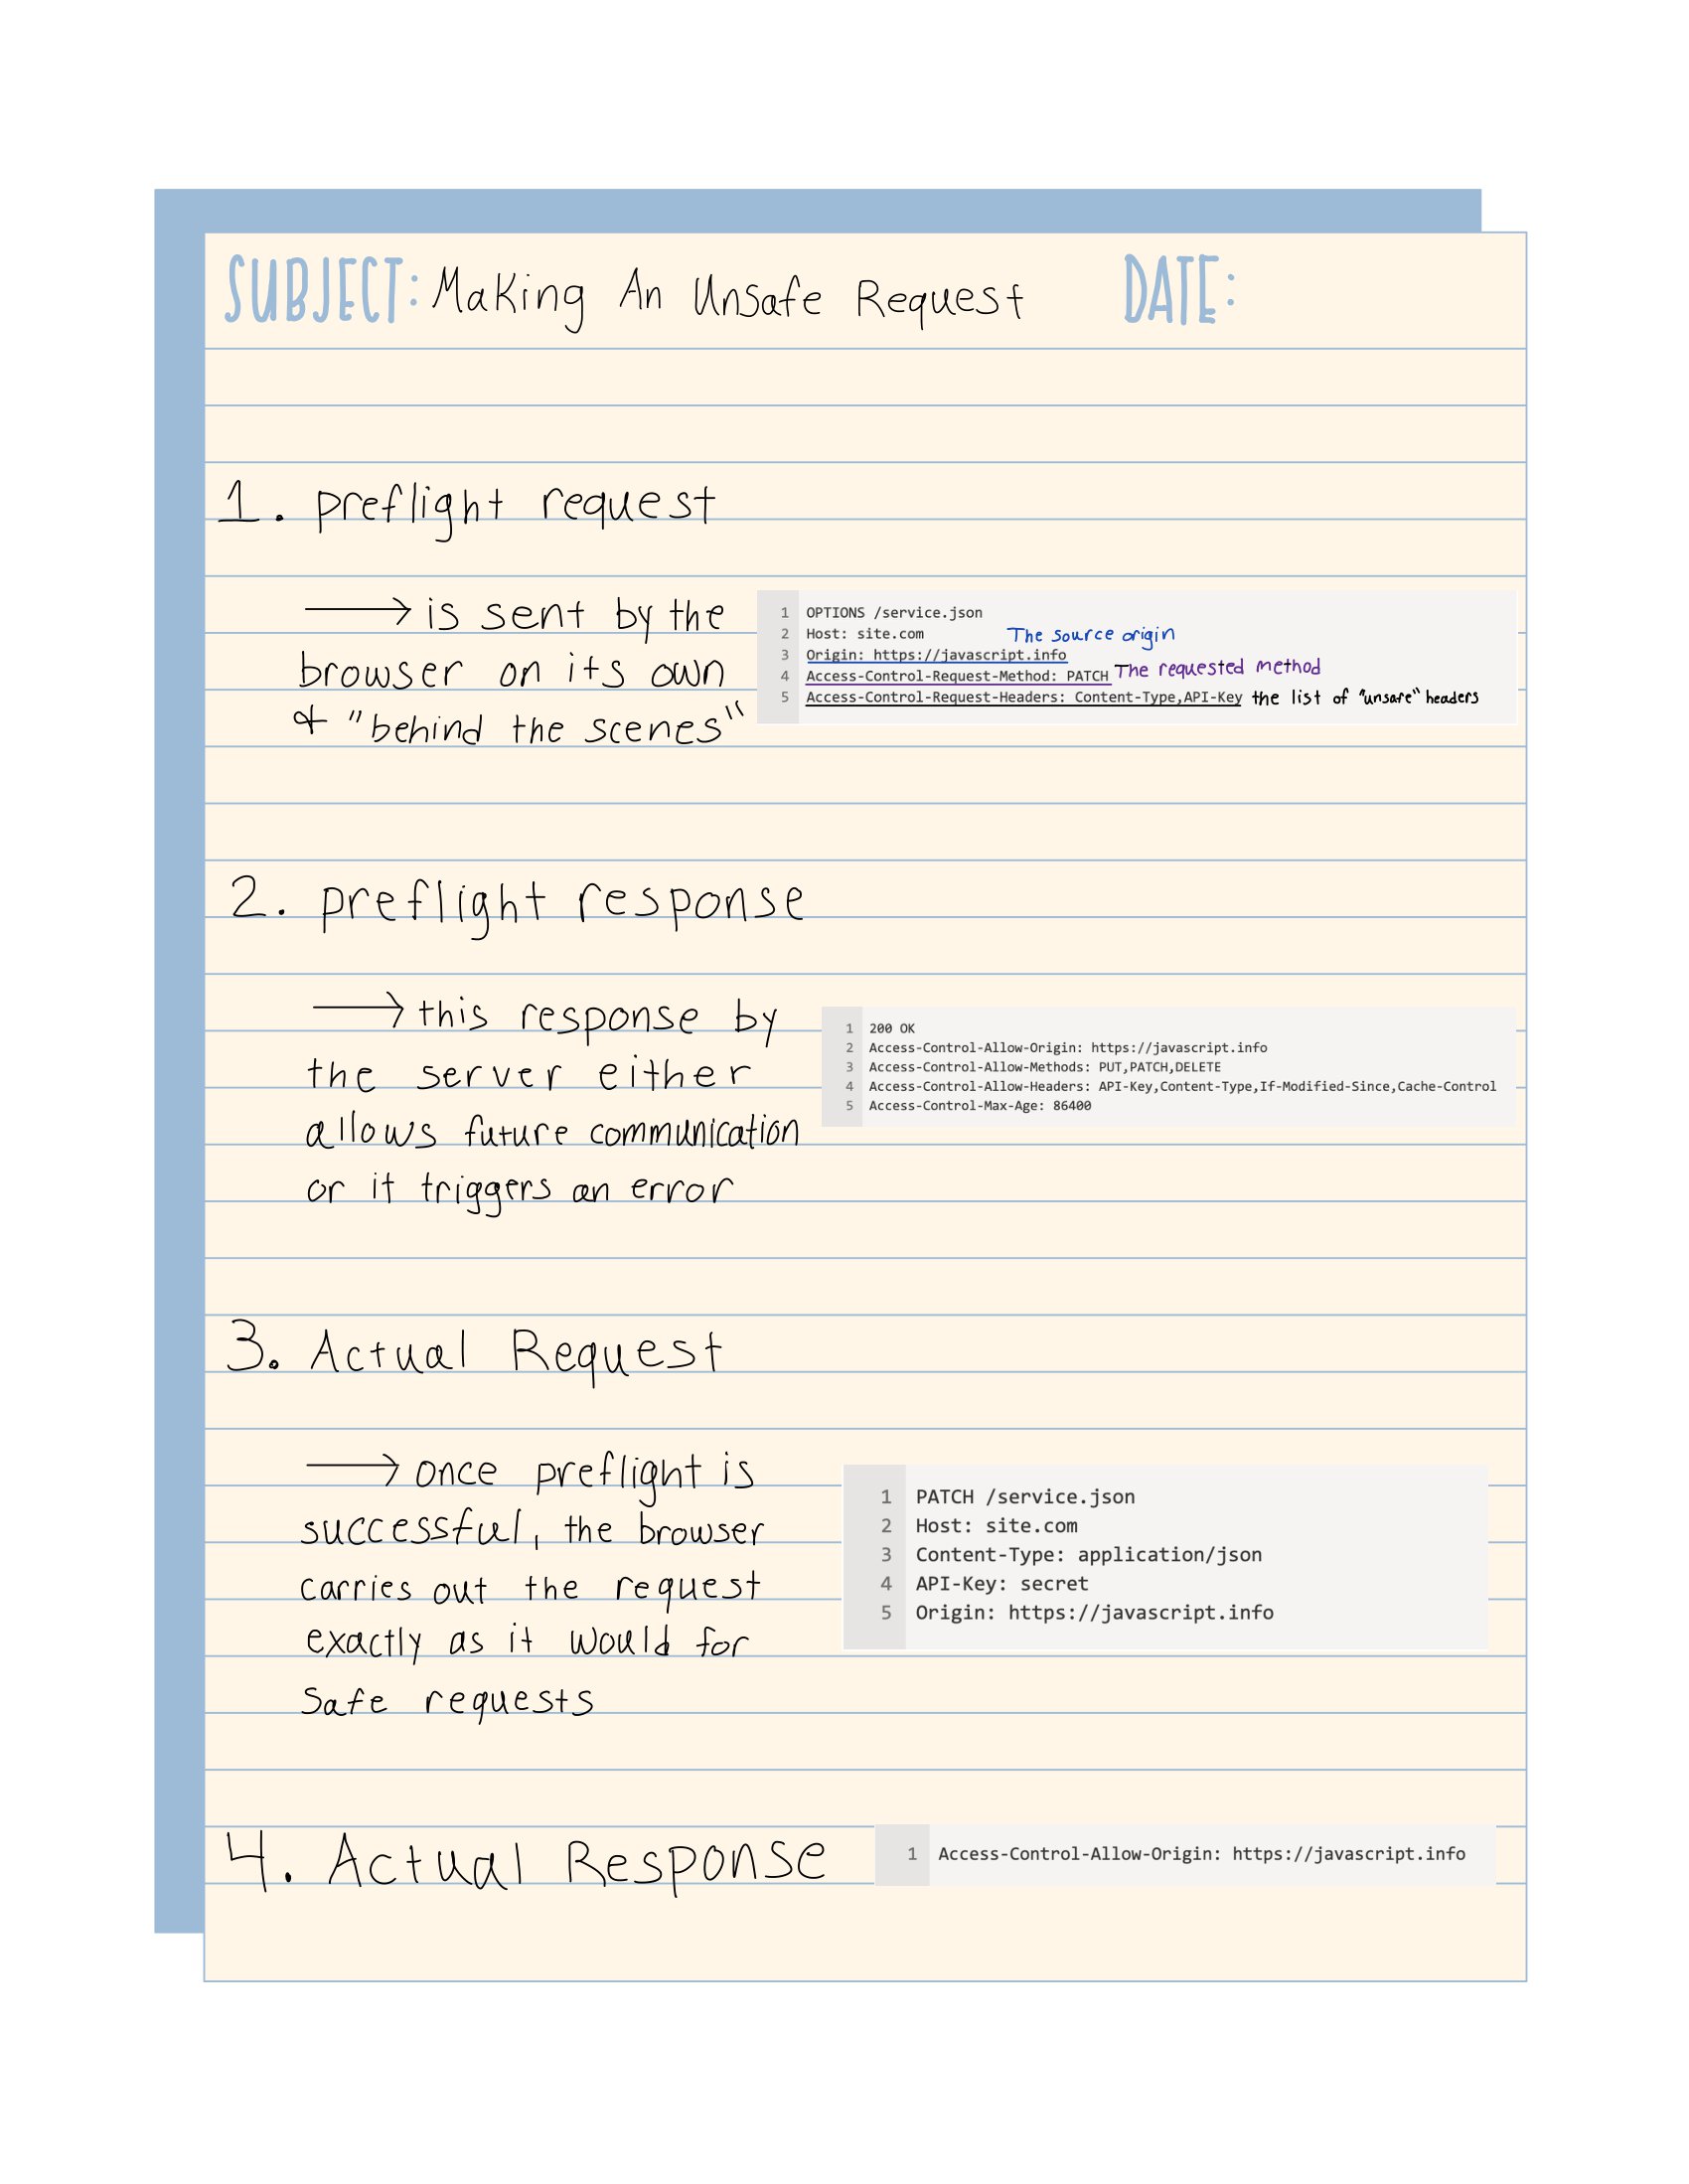 SUBJECT: Making An Unsafe Request DATE:
1. preflight request
→ is sent by the
browser on its own
& "behind the scenes"
1 OPTIONS /service.json
2 Host: site.com The source origin
3 Origin: https://javascript.info
4 Access-Control-Request-Method: PATCH The requested method
5 Access-Control-Request-Headers: Content-Type,API-Key the list of "unsafe" headers
2. preflight response
→ this response by
the server either
allows future communication
or it triggers an error
1 200 OK
2 Access-Control-Allow-Origin: https://javascript.info
3 Access-Control-Allow-Methods: PUT,PATCH,DELETE
4 Access-Control-Allow-Headers: API-Key,Content-Type,If-Modified-Since,Cache-Control
5 Access-Control-Max-Age: 86400
3. Actual Request
→ once preflight is
successful, the browser
carries out the request
exactly as it would for
safe requests
1 PATCH /service.json
2 Host: site.com
3 Content-Type: application/json
4 API-Key: secret
5 Origin: https://javascript.info
4. Actual Response
1 Access-Control-Allow-Origin: https://javascript.info